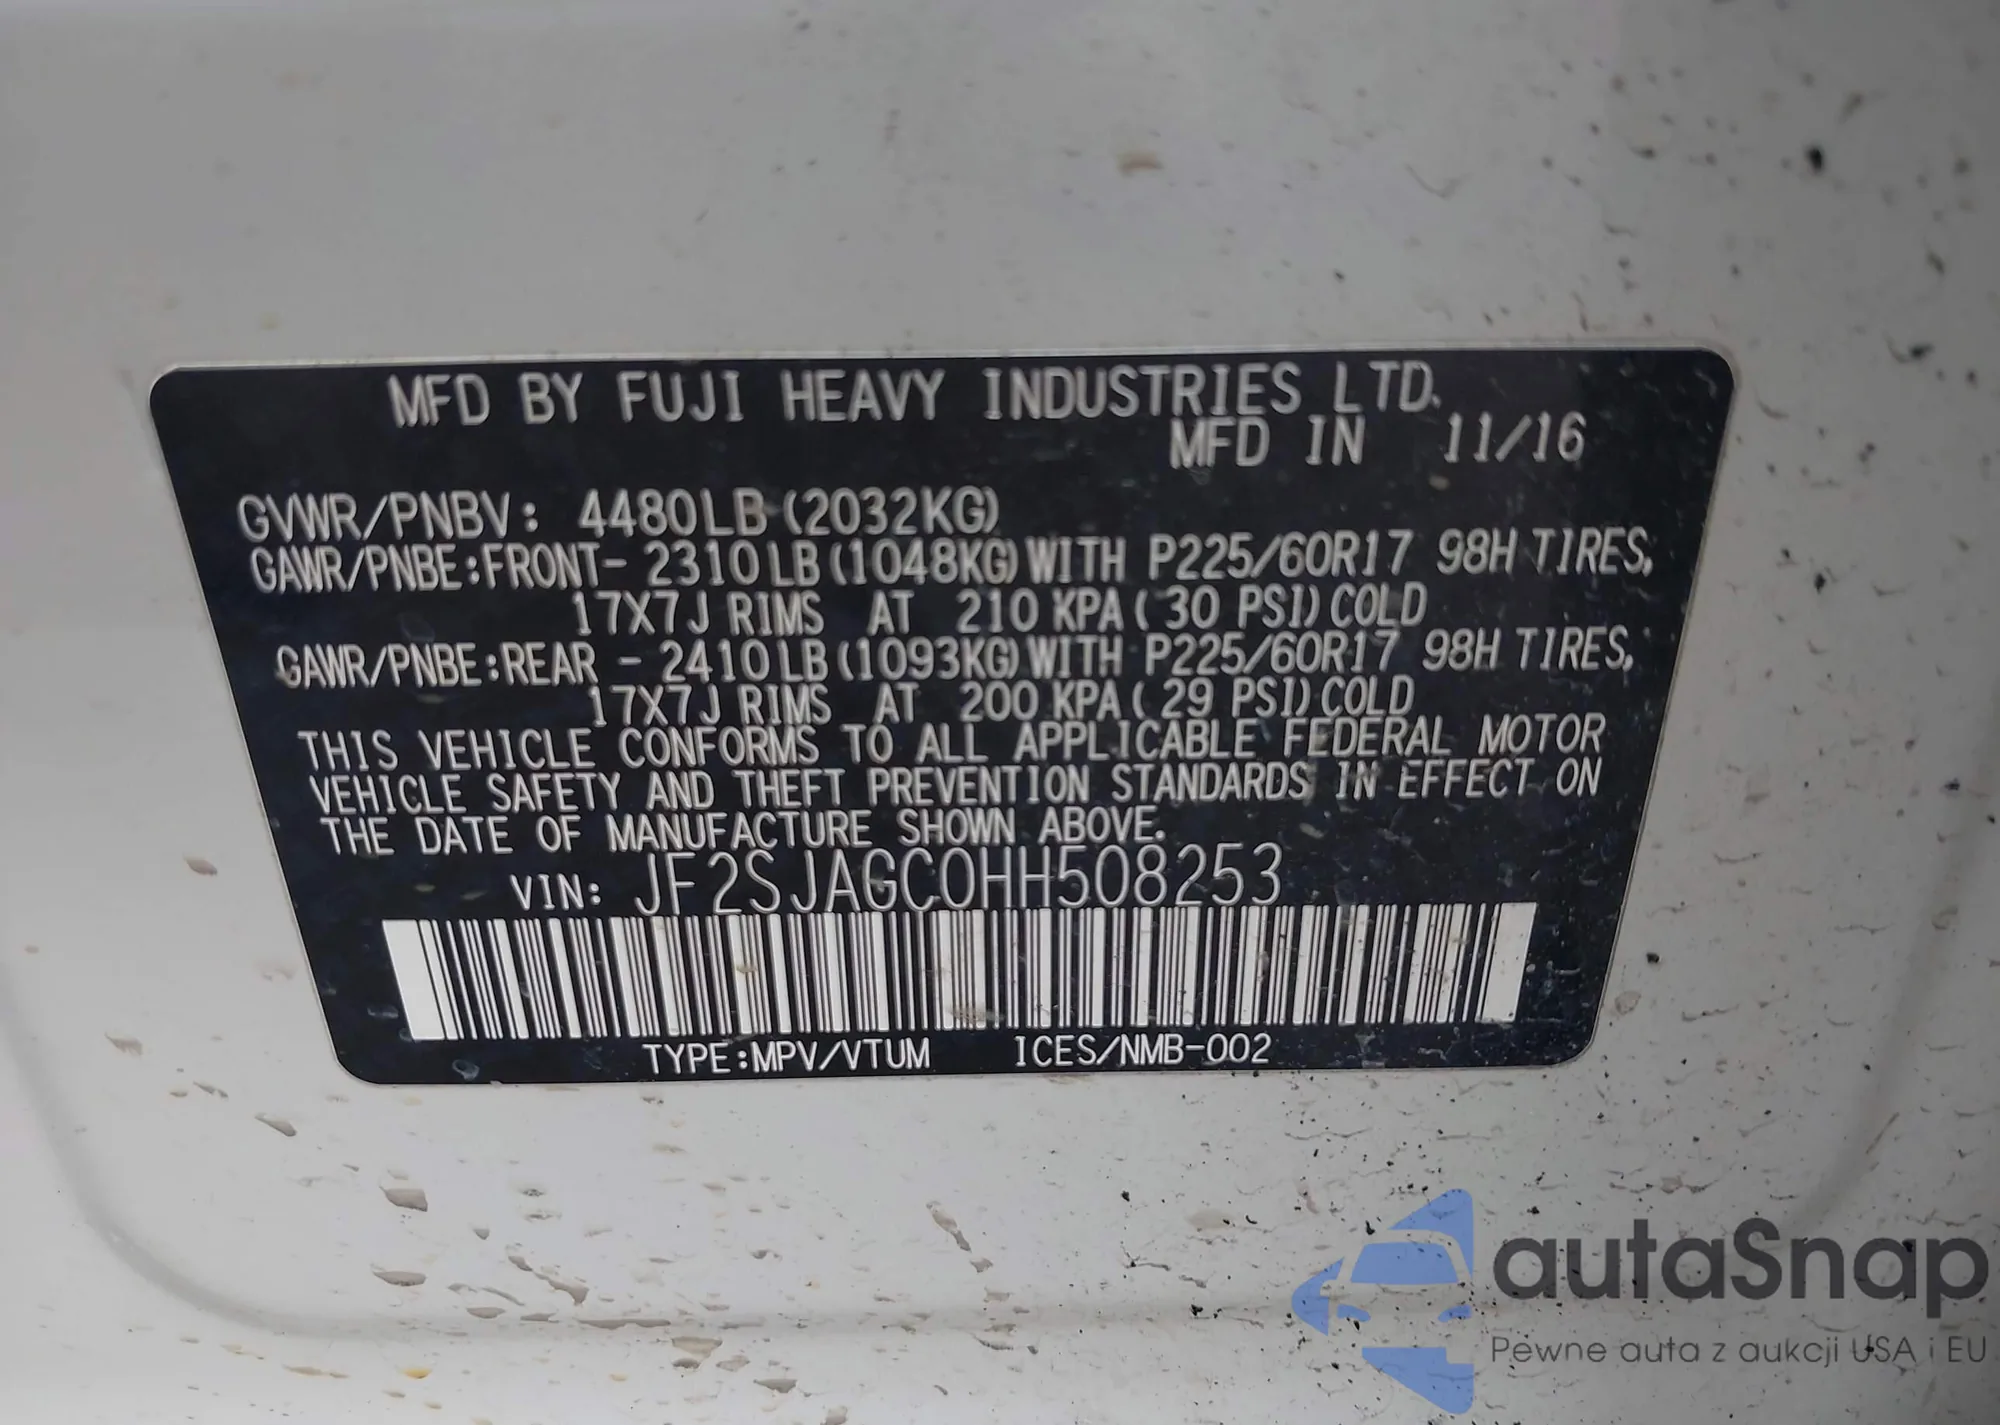 MFD BY FUJI HEAVY INDUSTRIES LTD.
MFD IN 11/16
GVWR/PNBV: 4480LB (2032KG)
GAWR/PNBE:FRONT- 2310LB (1048KG) WITH P225/60R17 98H TIRES,
17X7J RIMS AT 210 KPA ( 30 PSI) COLD
GAWR/PNBE:REAR - 2410LB (1093KG) WITH P225/60R17 98H TIRES,
17X7J RIMS AT 200 KPA ( 29 PSI) COLD
THIS VEHICLE CONFORMS TO ALL APPLICABLE FEDERAL MOTOR
VEHICLE SAFETY AND THEFT PREVENTION STANDARDS IN EFFECT ON
THE DATE OF MANUFACTURE SHOWN ABOVE.
VIN: JF2SJAGC0HH508253
TYPE:MPV/VTUM ICES/NMB-002
autaSnap
Pewne auta z aukcji USA i EU